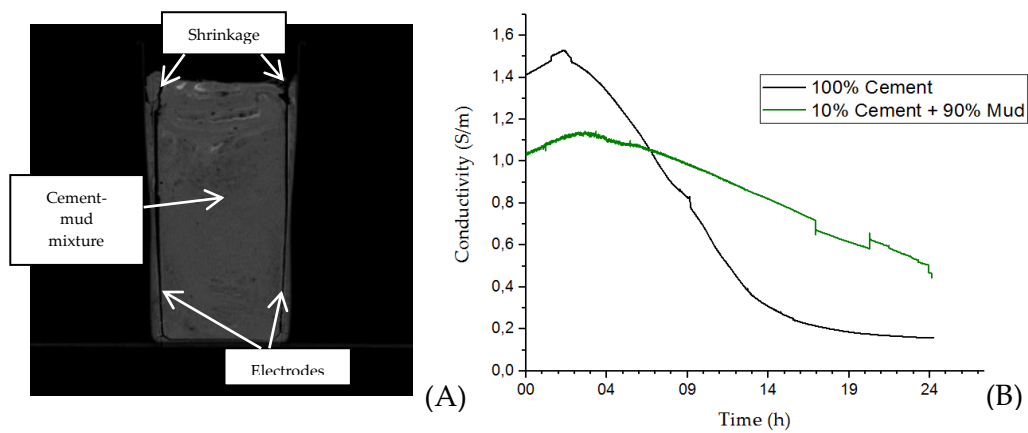 Shrinkage
Cement-
mud
mixture
Electrodes
(A)
1,6
1,4
1,2
1,0
0,8
0,6
0,4
0,2
0,0
Conductivity (S/m)
100% Cement
10% Cement + 90% Mud
00
04
09
14
19
24
Time (h)
(B)